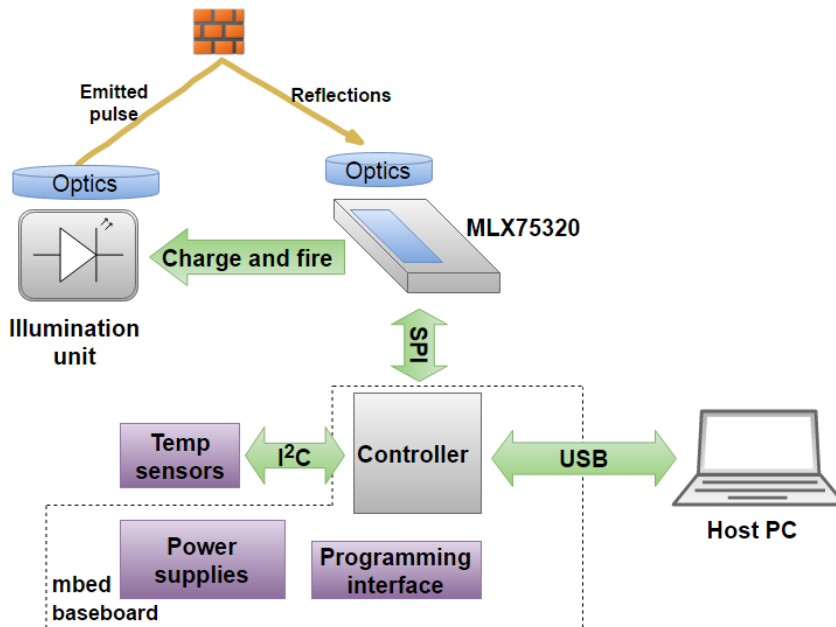 Emitted
pulse
Reflections
Optics
Optics
MLX75320
Charge and fire
Illumination
unit
SPI
Temp
sensors
I²C
Controller
USB
Host PC
Power
supplies
Programming
interface
mbed
baseboard